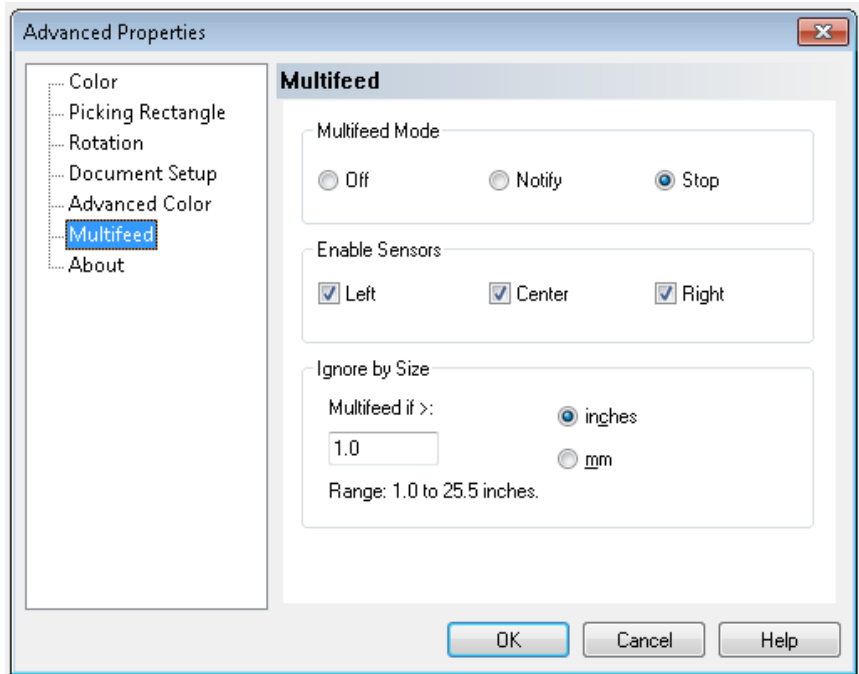 Advanced Properties
Color
Picking Rectangle
Rotation
Document Setup
Advanced Color
Multifeed
About
Multifeed
Multifeed Mode
Off Notify Stop
Enable Sensors
Left Center Right
Ignore by Size
Multifeed if >:
inches
1.0
mm
Range: 1.0 to 25.5 inches.
OK Cancel Help